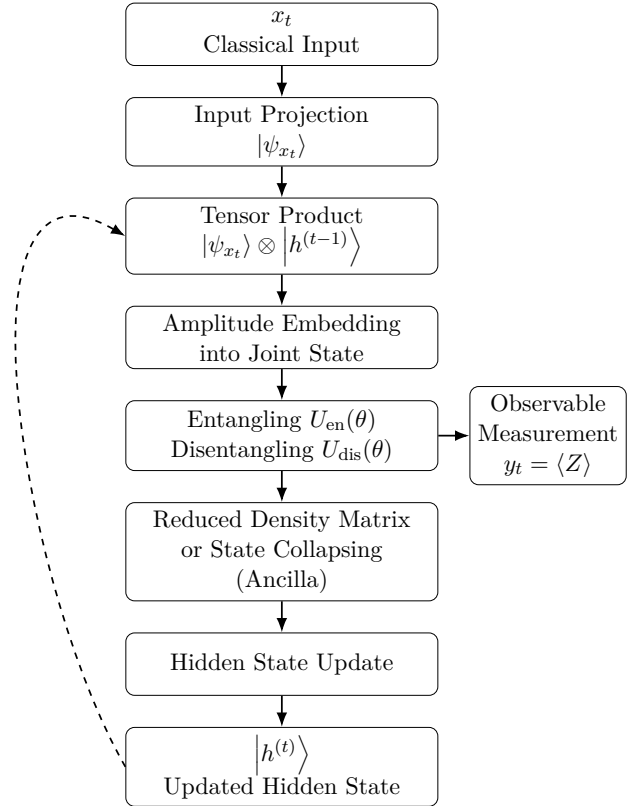 x_t
Classical Input
Input Projection
|ψ_{x_t}⟩
Tensor Product
|ψ_{x_t}⟩ ⊗ |h^{(t−1)}⟩
Amplitude Embedding
into Joint State
Entangling U_en(θ)
Disentangling U_dis(θ)
Observable
Measurement
y_t = ⟨Z⟩
Reduced Density Matrix
or State Collapsing
(Ancilla)
Hidden State Update
|h^{(t)}⟩
Updated Hidden State